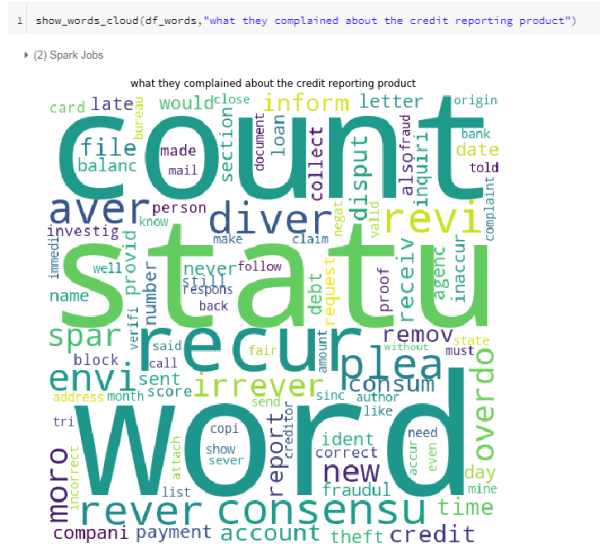 1 show_words_cloud(df_words,"what they complained about the credit reporting product")
(2) Spark Jobs
what they complained about the credit reporting product
card late bureau would close inform letter origin
count
file balanc made mail section document loan collect disput also fraud inquiri bank date told
aver person diver negat valid revi complaint
investig know make claim
statu
immedi well provid number never still follow respons back debt request proof receiv agenc inaccur
name
spar verifi recur amount without remov state
block said call fair plea must
envi sent score irrever consum
address month send sinc author like overdo
word
tri copi creditor need
moro incorrect attach show sever report ident correct accur even
list new fraudul day mine
rever consensu time
compani payment account theft credit